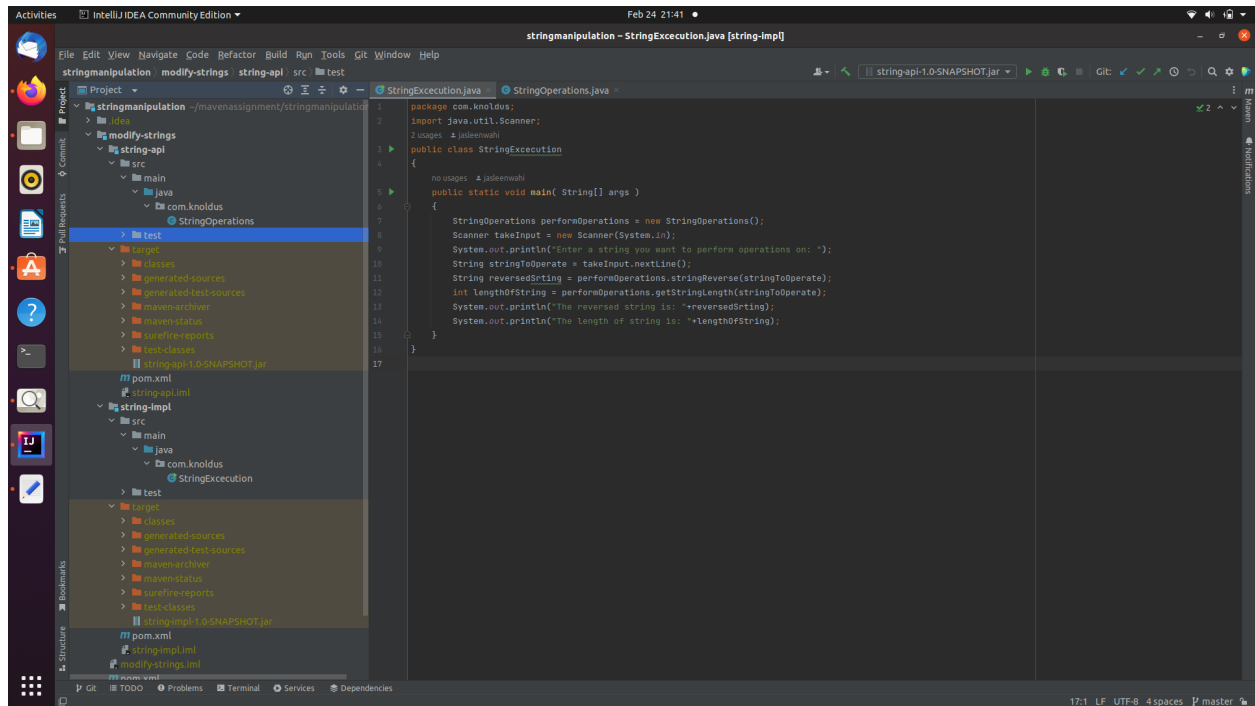 Activities IntelliJ IDEA Community Edition Feb 24 21:41
stringmanipulation – StringExcecution.java [string-impl]
File Edit View Navigate Code Refactor Build Run Tools Git Window Help
stringmanipulation modify-strings string-api src test string-api-1.0-SNAPSHOT.jar Git:
Project
StringExcecution.java StringOperations.java
stringmanipulation ~/mavenassignment/stringmanipulation
.idea
modify-strings
string-api
src
main
java
com.knoldus
StringOperations
test
target
classes
generated-sources
generated-test-sources
maven-archiver
maven-status
surefire-reports
test-classes
string-api-1.0-SNAPSHOT.jar
pom.xml
string-api.iml
string-impl
src
main
java
com.knoldus
StringExcecution
test
target
classes
generated-sources
generated-test-sources
maven-archiver
maven-status
surefire-reports
test-classes
string-impl-1.0-SNAPSHOT.jar
pom.xml
string-impl.iml
modify-strings.iml
pom.xml
1 package com.knoldus;
2 import java.util.Scanner;
2 usages jasleenwahi
3 public class StringExcecution
4 {
no usages jasleenwahi
5 public static void main( String[] args )
6 {
7 StringOperations performOperations = new StringOperations();
8 Scanner takeInput = new Scanner(System.in);
9 System.out.println("Enter a string you want to perform operations on: ");
10 String stringToOperate = takeInput.nextLine();
11 String reversedSrting = performOperations.stringReverse(stringToOperate);
12 int lengthOfString = performOperations.getStringLength(stringToOperate);
13 System.out.println("The reversed string is: "+reversedSrting);
14 System.out.println("The length of string is: "+lengthOfString);
15 }
16 }
17
2
Project
Commit
Pull Requests
Bookmarks
Structure
Maven
Notifications
Git TODO Problems Terminal Services Dependencies
17:1 LF UTF-8 4 spaces master